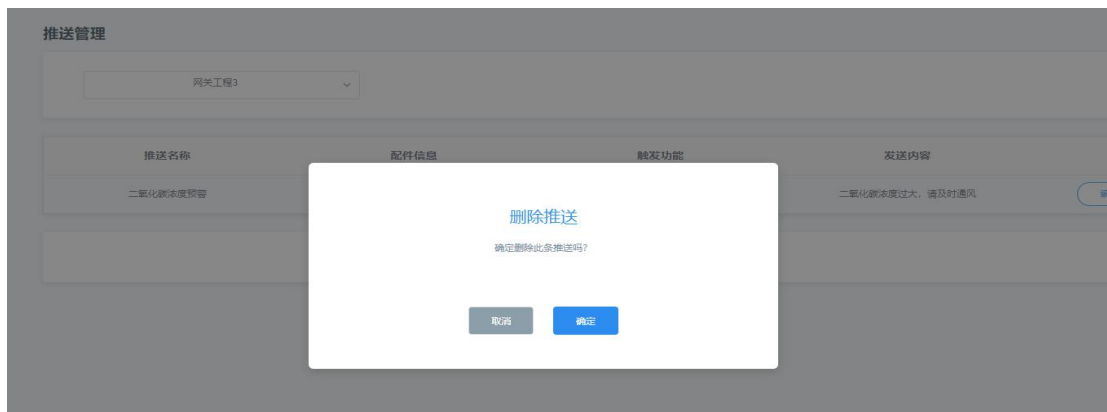 推送管理
网关工程3
推送名称 配件信息 触发功能 发送内容
二氧化碳浓度预警 二氧化碳浓度过大，请及时通风
删除推送
确定删除此条推送吗？
取消 确定